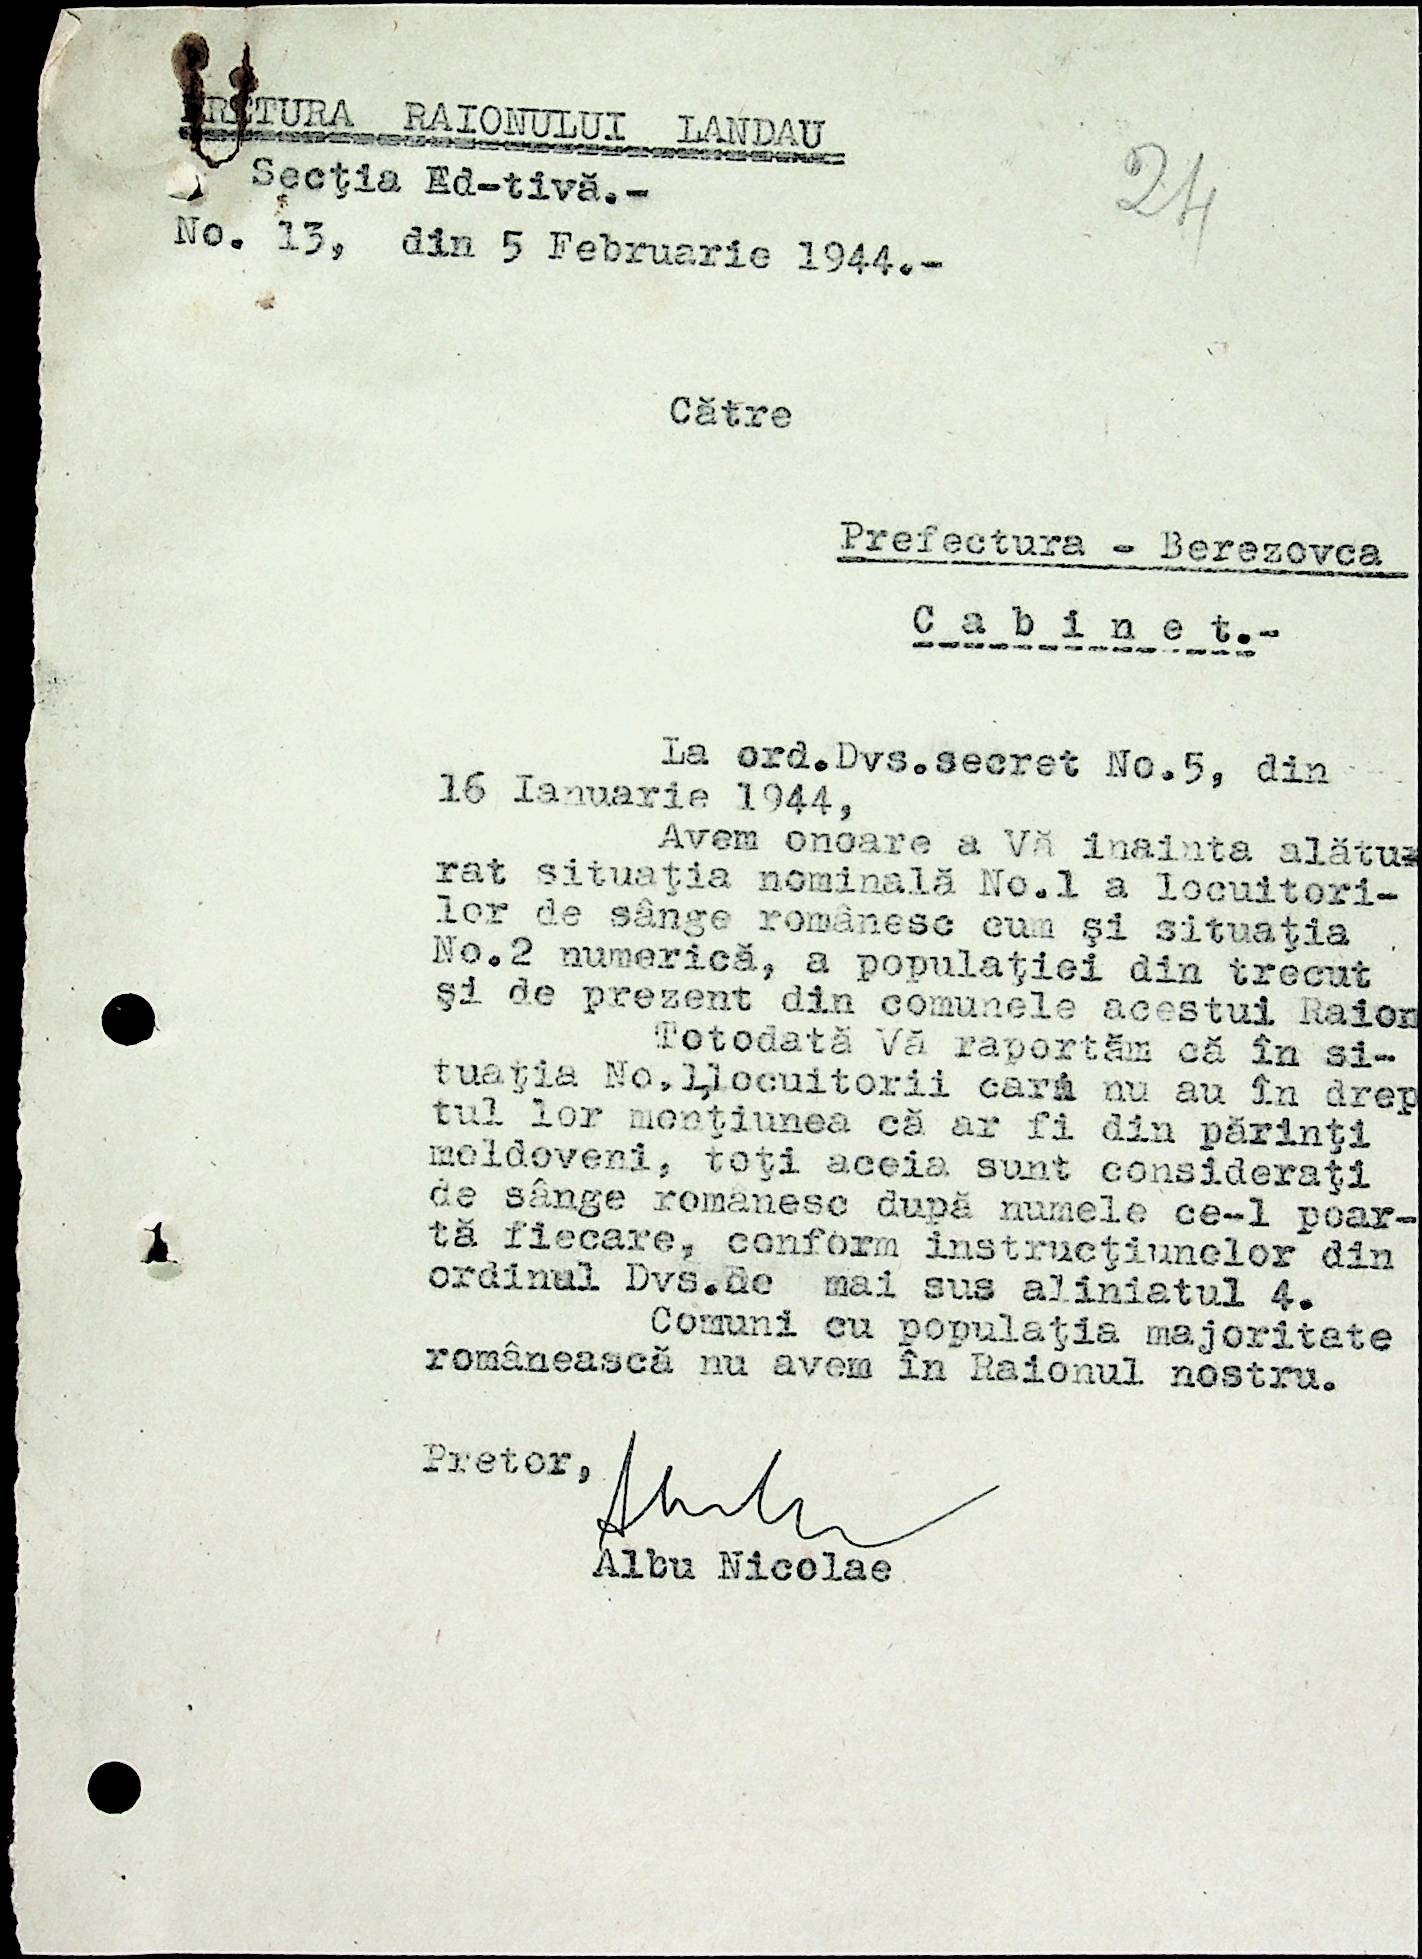 PRETURA RAIONULUI LANDAU
Secţia Ed-tivă.-
No. 13, din 5 Februarie 1944.-
24
Către
Prefectura - Berezovca
C a b i n e t.-
La ord.Dvs.secret No.5, din
16 Ianuarie 1944,
Avem onoare a Vă inainta alătu-
rat situaţia nominală No.1 a locuitori-
lor de sânge românesc cum şi situaţia
No.2 numerică, a populaţiei din trecut
şi de prezent din comunele acestui Raion
Totodată Vă raportăm că în si-
tuaţia No.1,locuitorii cari nu au în drep
tul lor menţiunea că ar fi din părinţi
moldoveni, toţi aceia sunt consideraţi
de sânge românesc după numele ce-l poar-
tă fiecare, conform instrucţiunelor din
ordinul Dvs.de mai sus aliniatul 4.
Comuni cu populaţia majoritate
românească nu avem în Raionul nostru.
Pretor,
Albu Nicolae